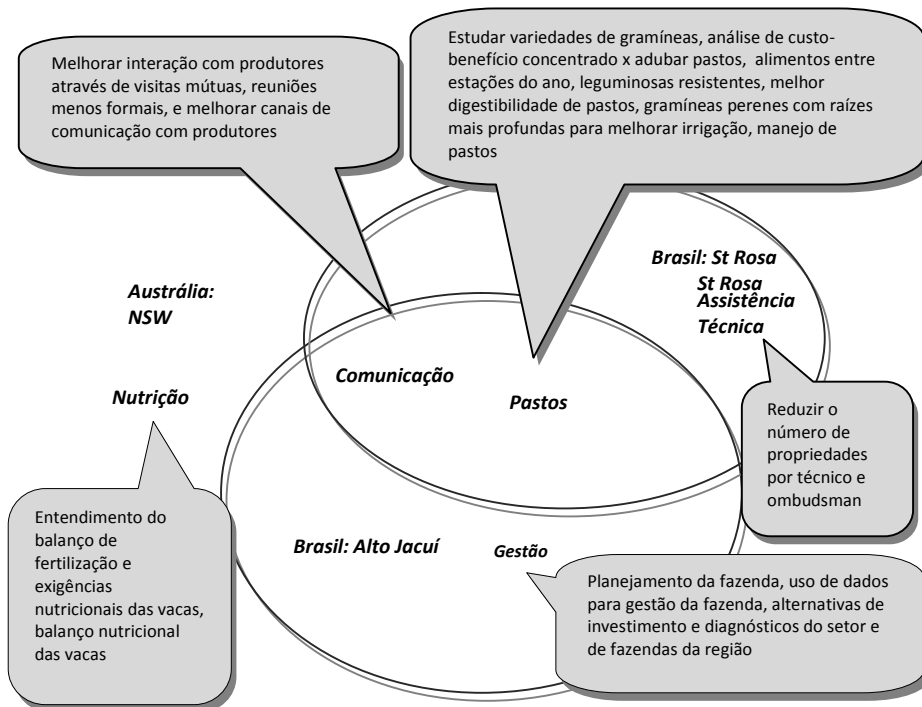 Melhorar interação com produtores
através de visitas mútuas, reuniões
menos formais, e melhorar canais de
comunicação com produtores
Estudar variedades de gramíneas, análise de custo-
benefício concentrado x adubar pastos, alimentos entre
estações do ano, leguminosas resistentes, melhor
digestibilidade de pastos, gramíneas perenes com raízes
mais profundas para melhorar irrigação, manejo de
pastos
Austrália:
NSW
Brasil: St Rosa
St Rosa
Assistência
Técnica
Comunicação
Pastos
Nutrição
Reduzir o
número de
propriedades
por técnico e
ombudsman
Entendimento do
balanço de
fertilização e
exigências
nutricionais das vacas,
balanço nutricional
das vacas
Brasil: Alto Jacuí
Gestão
Planejamento da fazenda, uso de dados
para gestão da fazenda, alternativas de
investimento e diagnósticos do setor e
de fazendas da região